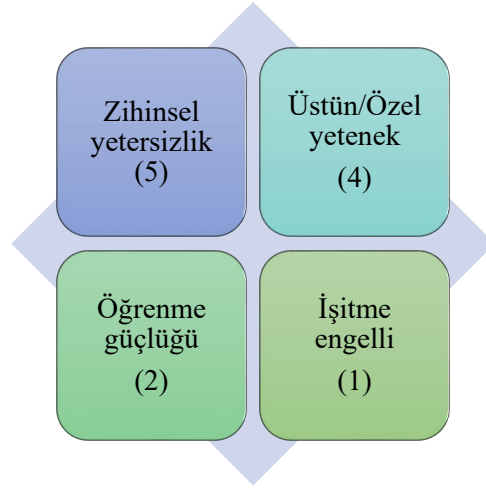 Zihinsel
yetersizlik
(5)
Üstün/Özel
yetenek
(4)
Öğrenme
güçlüğü
(2)
İşitme
engelli
(1)